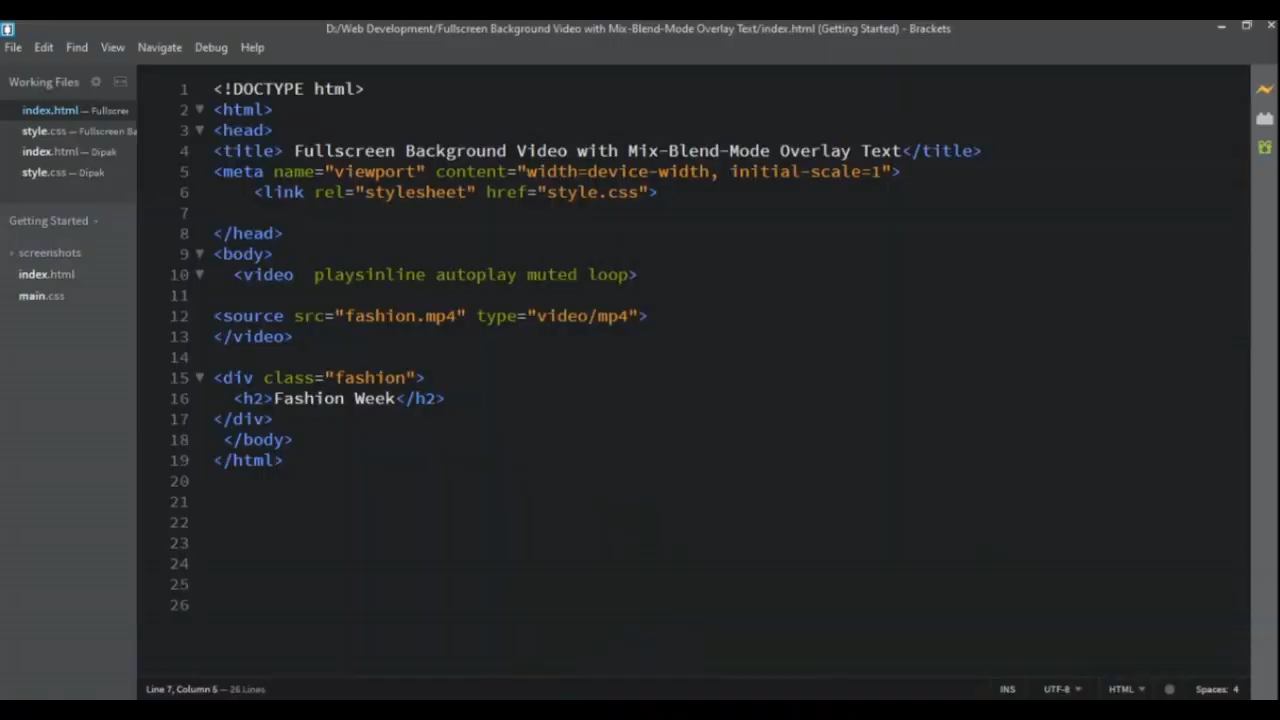 D:/Web Development/Fullscreen Background Video with Mix-Blend-Mode Overlay Text/index.html (Getting Started) - Brackets
File Edit Find View Navigate Debug Help
Working Files
index.html — Fullscre
style.css — Fullscreen Ba
index.html — Dipak
style.css — Dipak
Getting Started
screenshots
index.html
main.css
1 <!DOCTYPE html>
2 <html>
3 <head>
4 <title> Fullscreen Background Video with Mix-Blend-Mode Overlay Text</title>
5 <meta name="viewport" content="width=device-width, initial-scale=1">
6 <link rel="stylesheet" href="style.css">
7
8 </head>
9 <body>
10 <video  playsinline autoplay muted loop>
11
12 <source src="fashion.mp4" type="video/mp4">
13 </video>
14
15 <div class="fashion">
16 <h2>Fashion Week</h2>
17 </div>
18 </body>
19 </html>
20
21
22
23
24
25
26
Line 7, Column 5 — 26 Lines INS UTF-8 HTML Spaces: 4